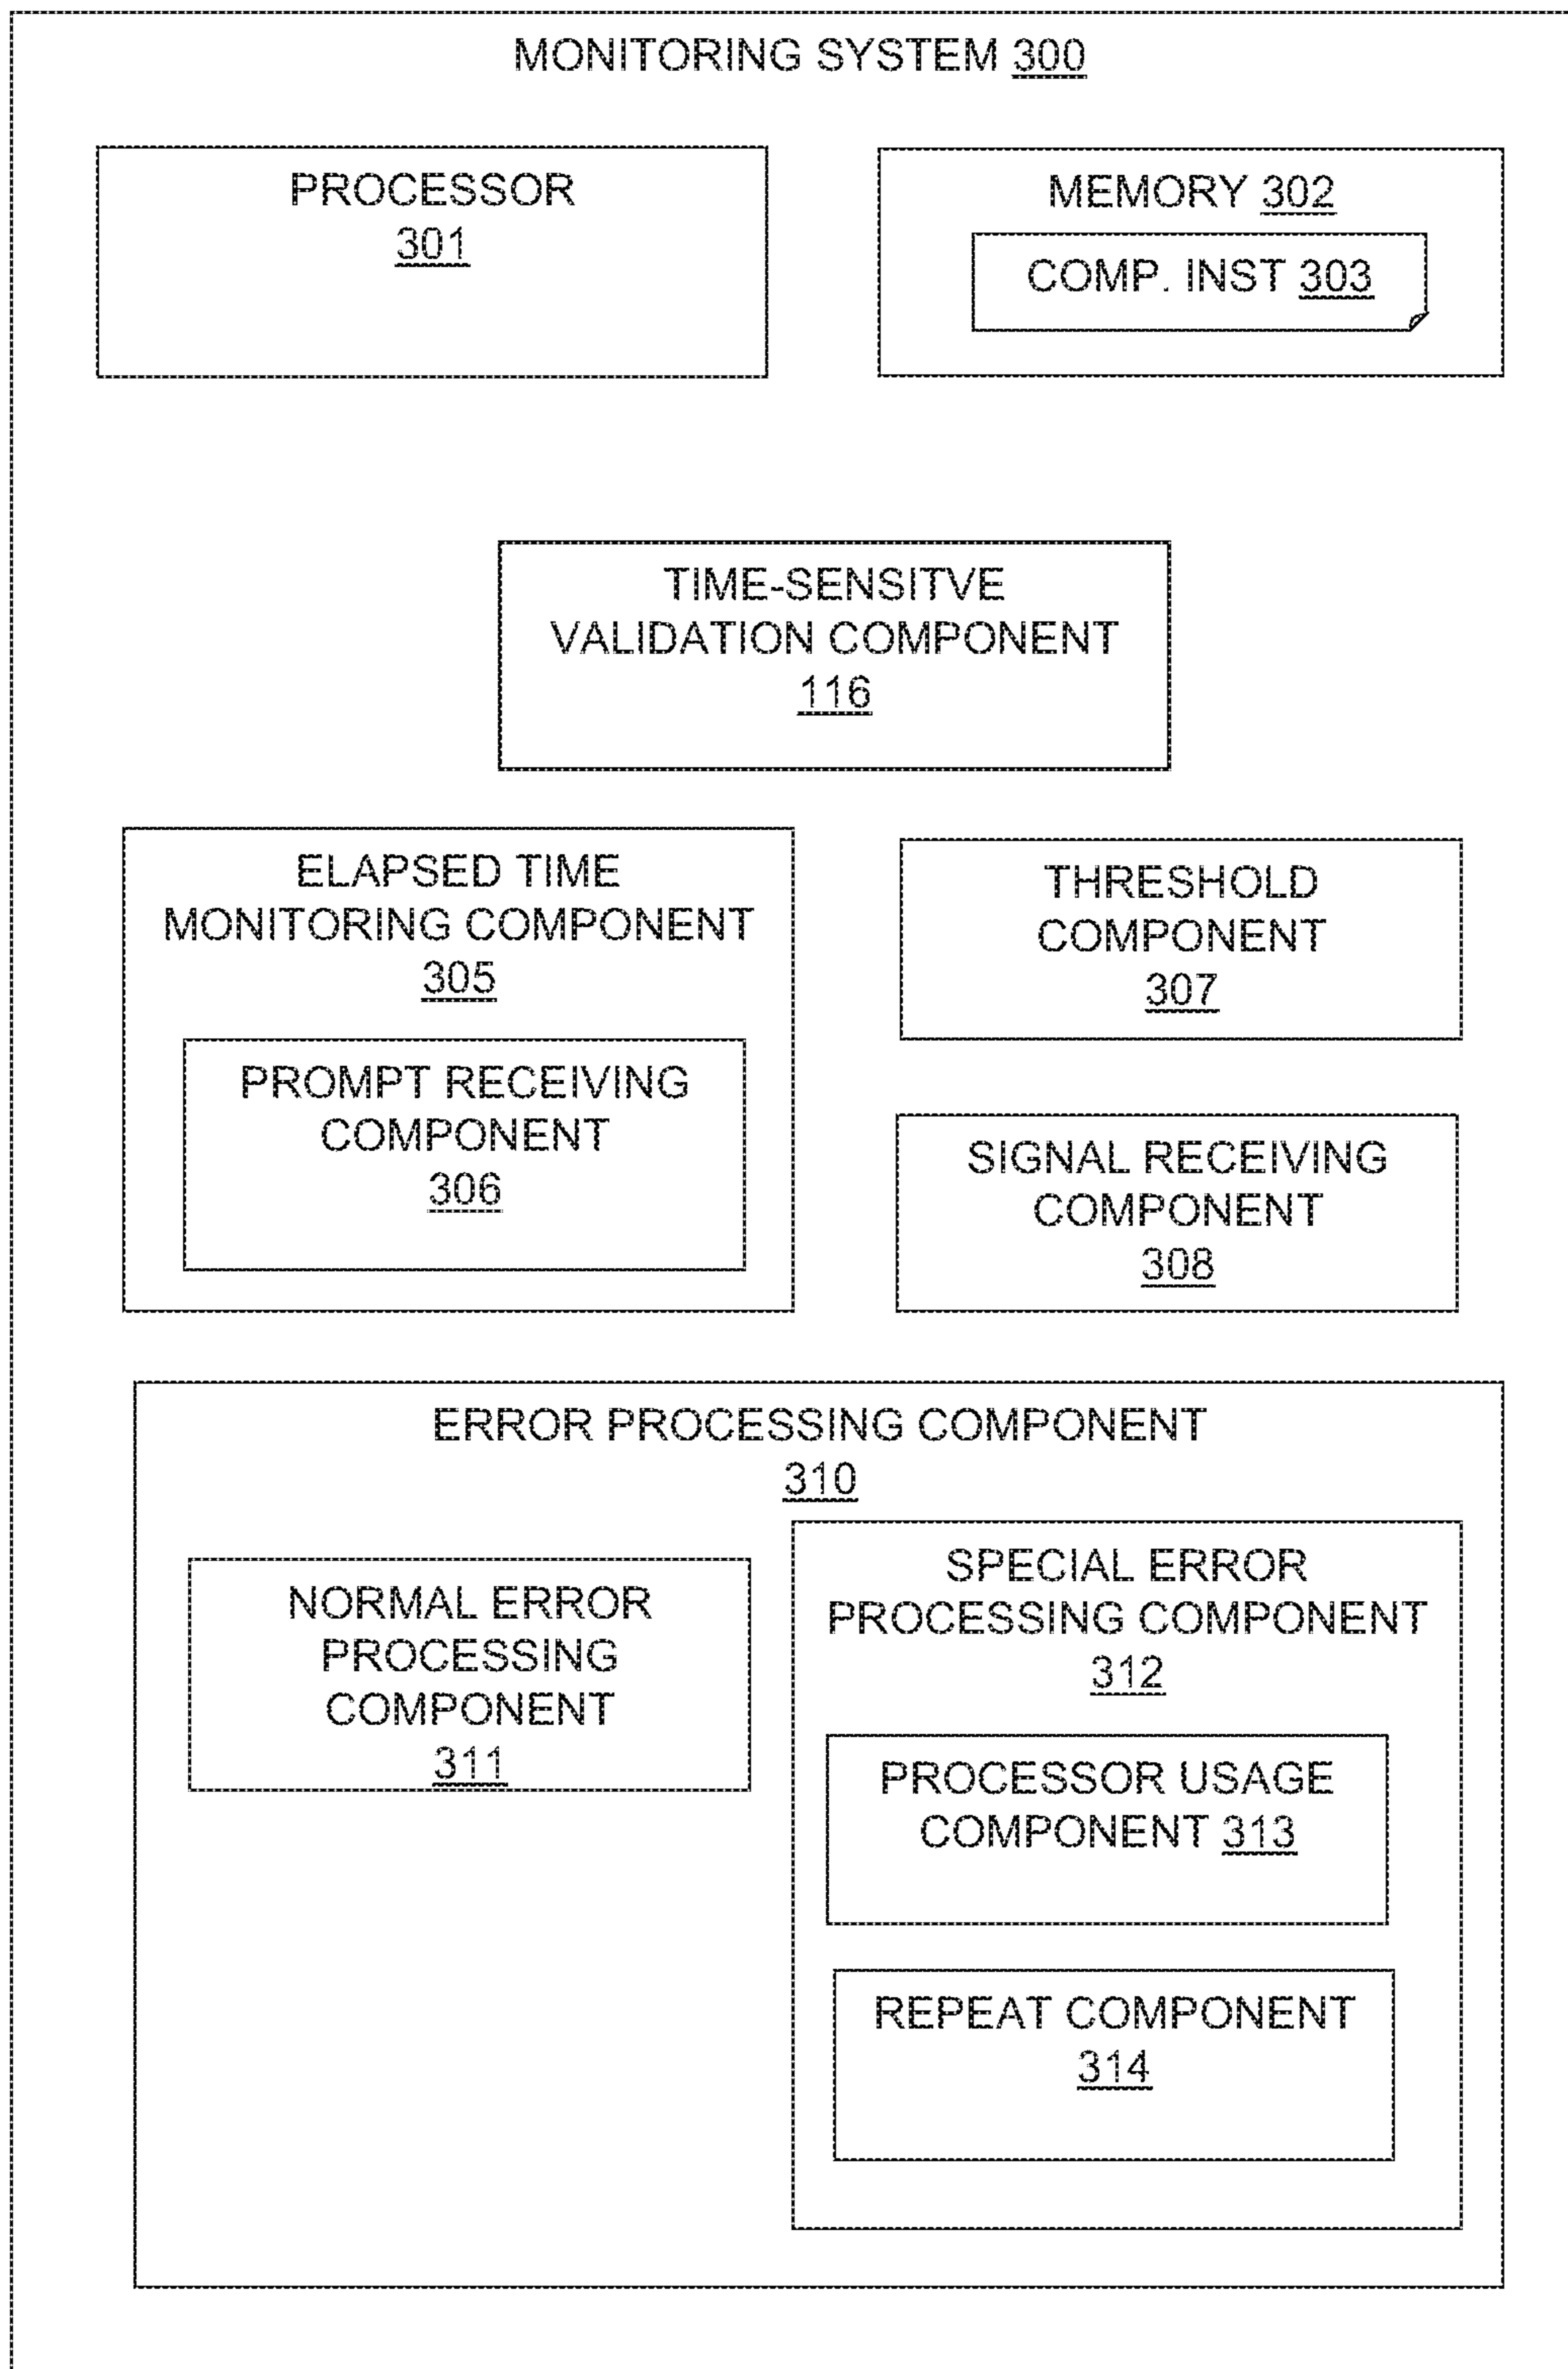 MONITORING SYSTEM 300
PROCESSOR
301
MEMORY 302
COMP. INST 303
TIME-SENSITVE
VALIDATION COMPONENT
116
ELAPSED TIME
MONITORING COMPONENT
305
PROMPT RECEIVING
COMPONENT
306
THRESHOLD
COMPONENT
307
SIGNAL RECEIVING
COMPONENT
308
ERROR PROCESSING COMPONENT
310
NORMAL ERROR
PROCESSING
COMPONENT
311
SPECIAL ERROR
PROCESSING COMPONENT
312
PROCESSOR USAGE
COMPONENT 313
REPEAT COMPONENT
314